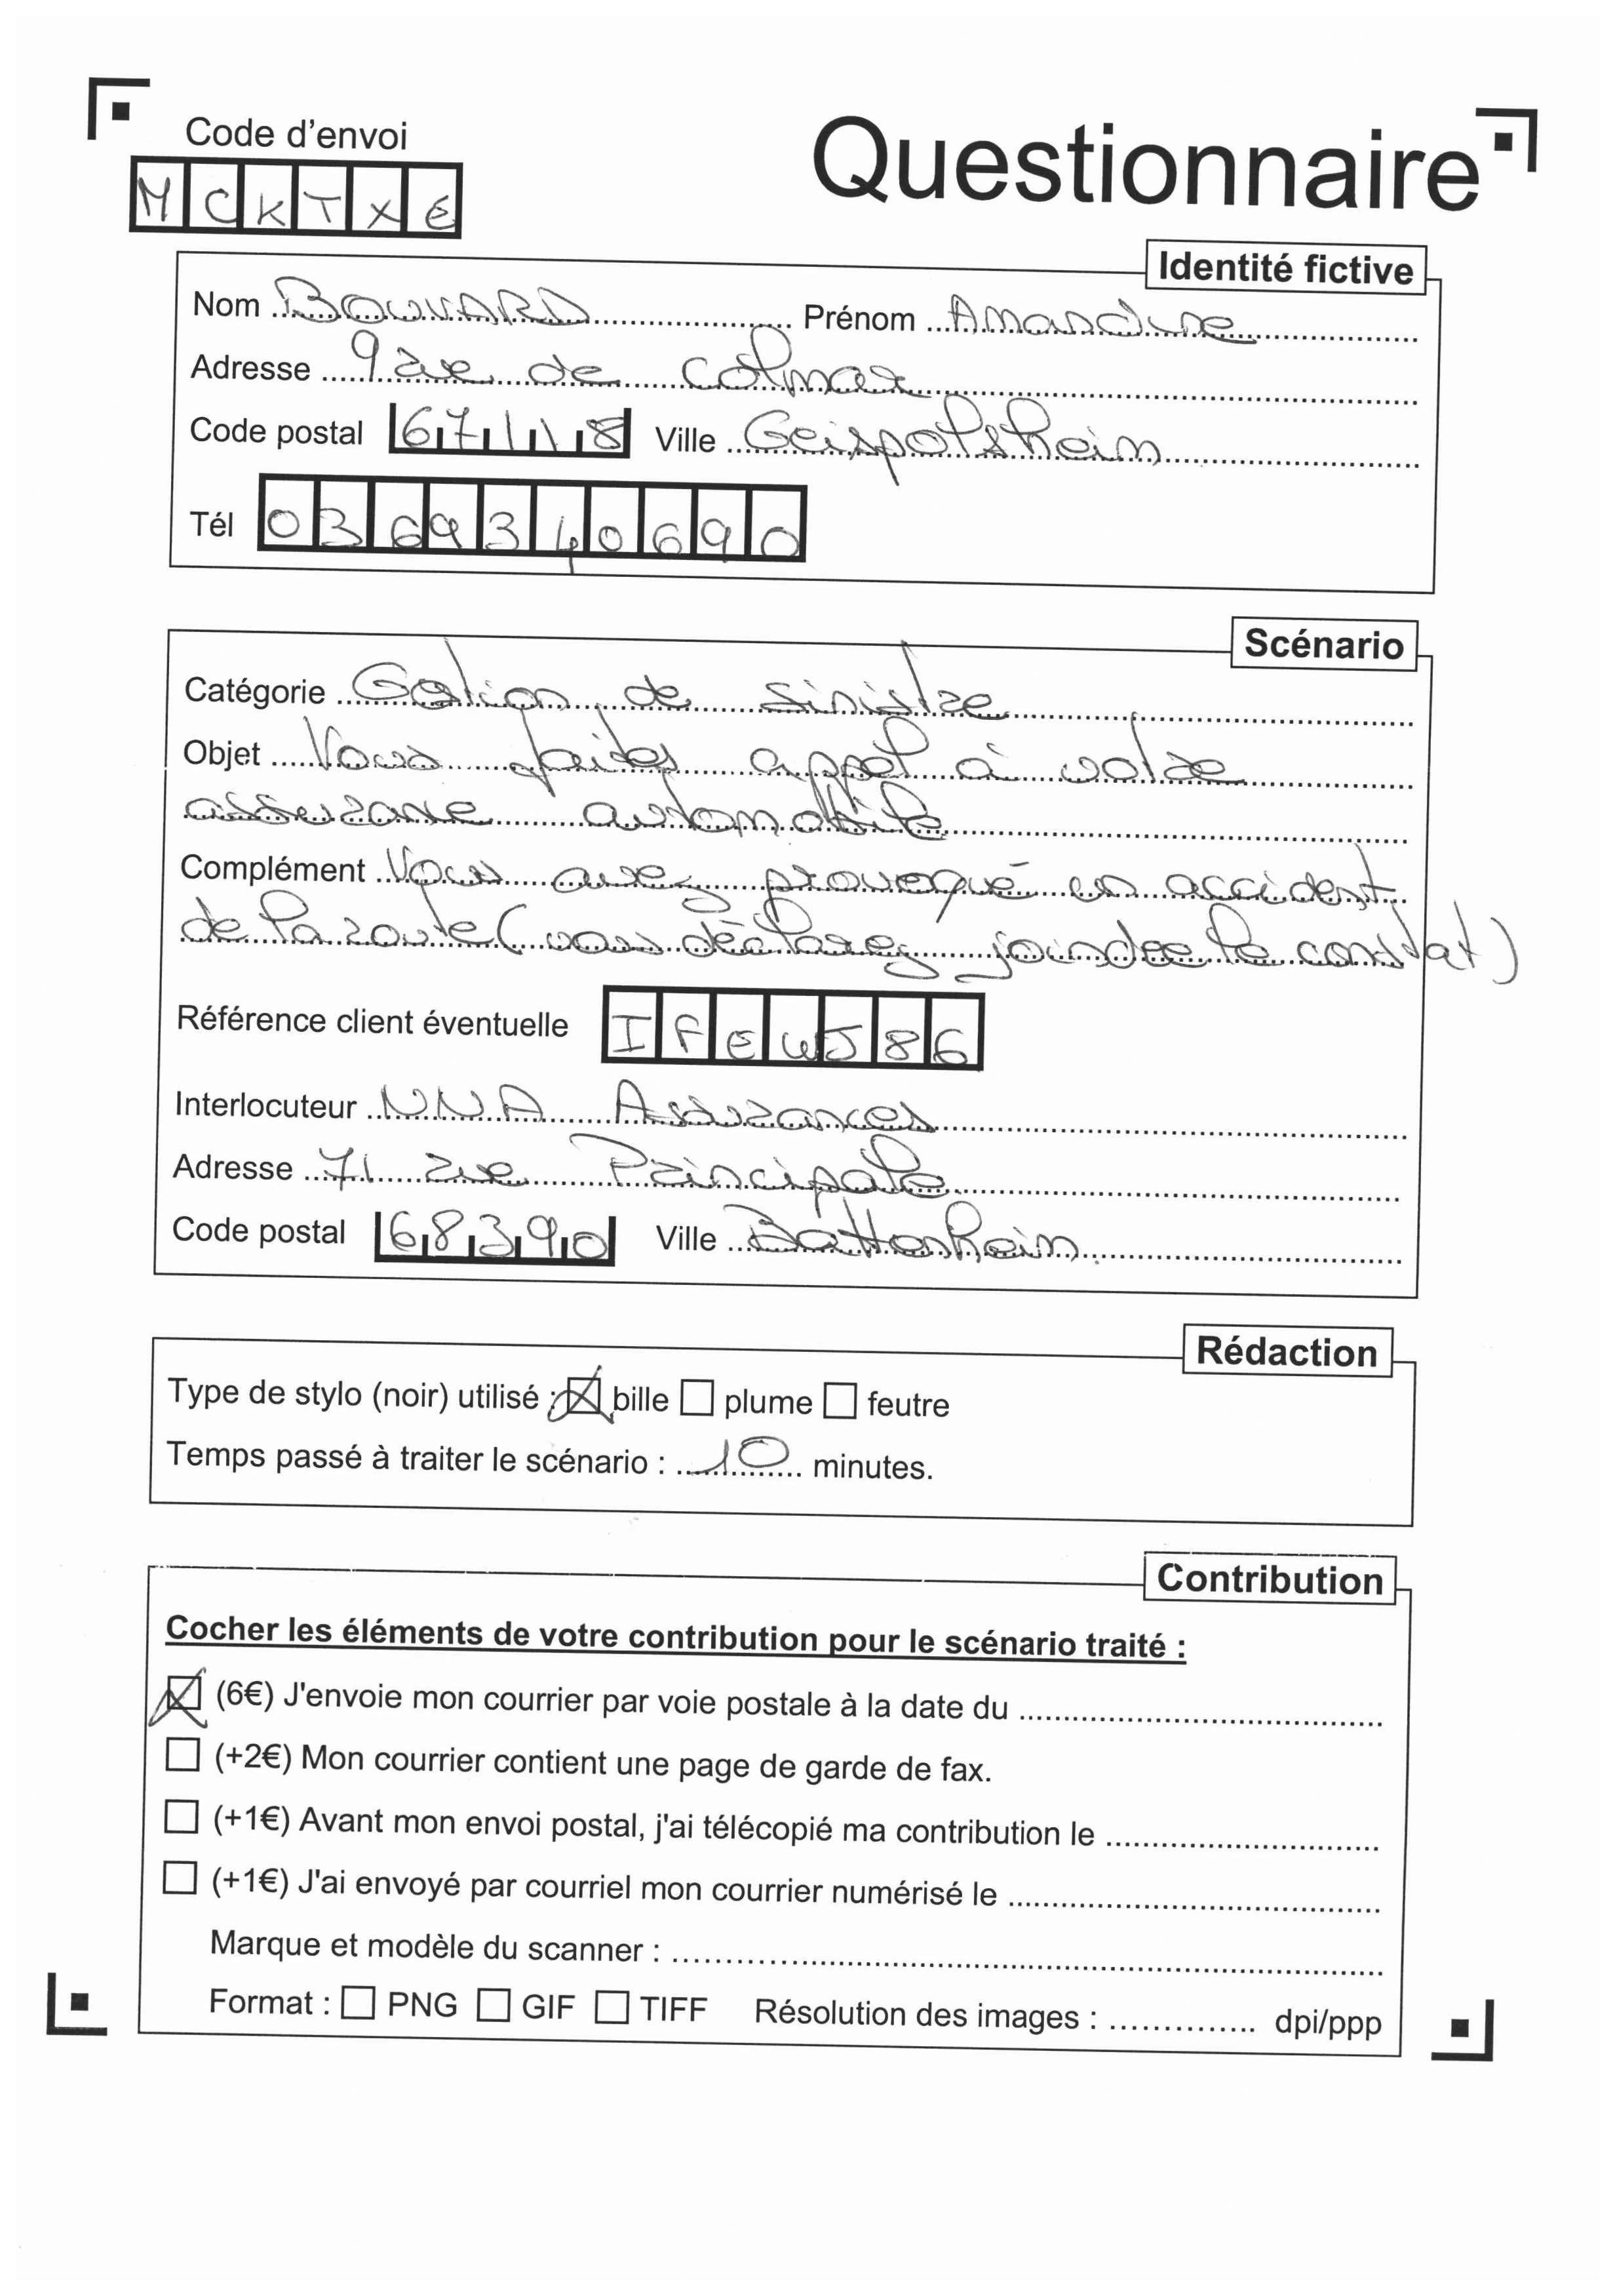 Code d'envoi
MCKTXE
Questionnaire
Identité fictive
Nom BOUVARD Prénom Amandine
Adresse 9 rue de Colmar
Code postal 67118 Ville Geispolsheim
Tél 0369340690
Scénario
Catégorie Gestion de sinistre
Objet Vous faites appel à votre
assurance automobile
Complément Vous avez provoqué un accident
de la route (vous déclarez joindre le constat)
Référence client éventuelle IFEWJ86
Interlocuteur NNA Assurances
Adresse 71 rue Principale
Code postal 68390 Ville Battenheim
Rédaction
Type de stylo (noir) utilisé : bille plume feutre
Temps passé à traiter le scénario : 10 minutes.
Contribution
Cocher les éléments de votre contribution pour le scénario traité :
(6€) J'envoie mon courrier par voie postale à la date du
(+2€) Mon courrier contient une page de garde de fax.
(+1€) Avant mon envoi postal, j'ai télécopié ma contribution le
(+1€) J'ai envoyé par courriel mon courrier numérisé le
Marque et modèle du scanner :
Format : PNG GIF TIFF Résolution des images : dpi/ppp